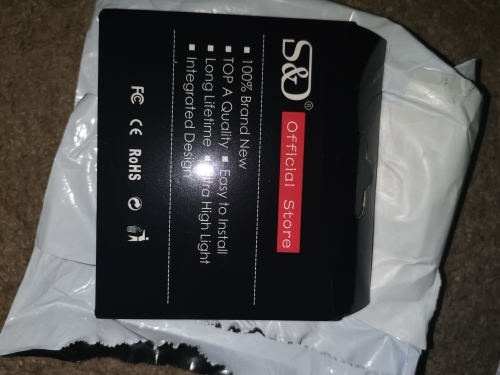 S&D®
Official Store
■ 100% Brand New
■ TOP A Quality ■ Easy to Install
■ Long Lifetime ■ Ultra High Light
■ Integrated Design
FC CE RoHS